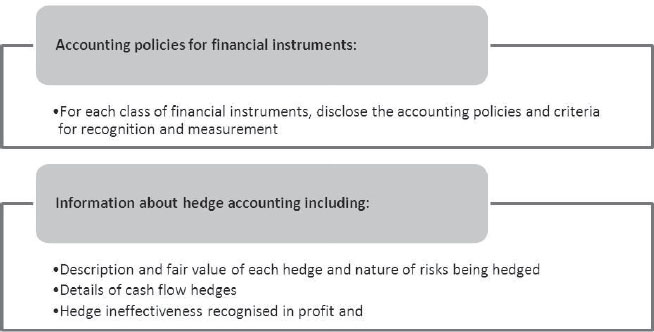 Accounting policies for financial instruments:
•For each class of financial instruments, disclose the accounting policies and criteria
for recognition and measurement
Information about hedge accounting including:
•Description and fair value of each hedge and nature of risks being hedged
•Details of cash flow hedges
•Hedge ineffectiveness recognised in profit and